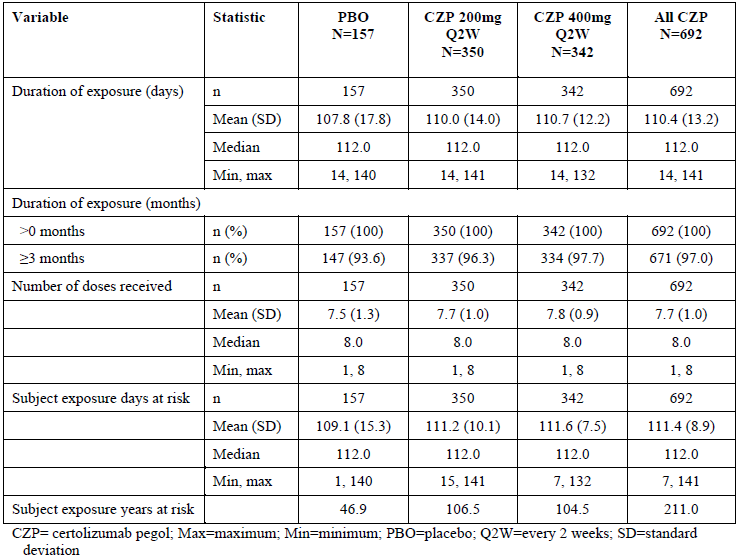 Variable Statistic PBO N=157 CZP 200mg Q2W N=350 CZP 400mg Q2W N=342 All CZP N=692
Duration of exposure (days) n 157 350 342 692
Mean (SD) 107.8 (17.8) 110.0 (14.0) 110.7 (12.2) 110.4 (13.2)
Median 112.0 112.0 112.0 112.0
Min, max 14, 140 14, 141 14, 132 14, 141
Duration of exposure (months)
>0 months n (%) 157 (100) 350 (100) 342 (100) 692 (100)
≥3 months n (%) 147 (93.6) 337 (96.3) 334 (97.7) 671 (97.0)
Number of doses received n 157 350 342 692
Mean (SD) 7.5 (1.3) 7.7 (1.0) 7.8 (0.9) 7.7 (1.0)
Median 8.0 8.0 8.0 8.0
Min, max 1, 8 1, 8 1, 8 1, 8
Subject exposure days at risk n 157 350 342 692
Mean (SD) 109.1 (15.3) 111.2 (10.1) 111.6 (7.5) 111.4 (8.9)
Median 112.0 112.0 112.0 112.0
Min, max 1, 140 15, 141 7, 132 7, 141
Subject exposure years at risk 46.9 106.5 104.5 211.0
CZP= certolizumab pegol; Max=maximum; Min=minimum; PBO=placebo; Q2W=every 2 weeks; SD=standard
deviation